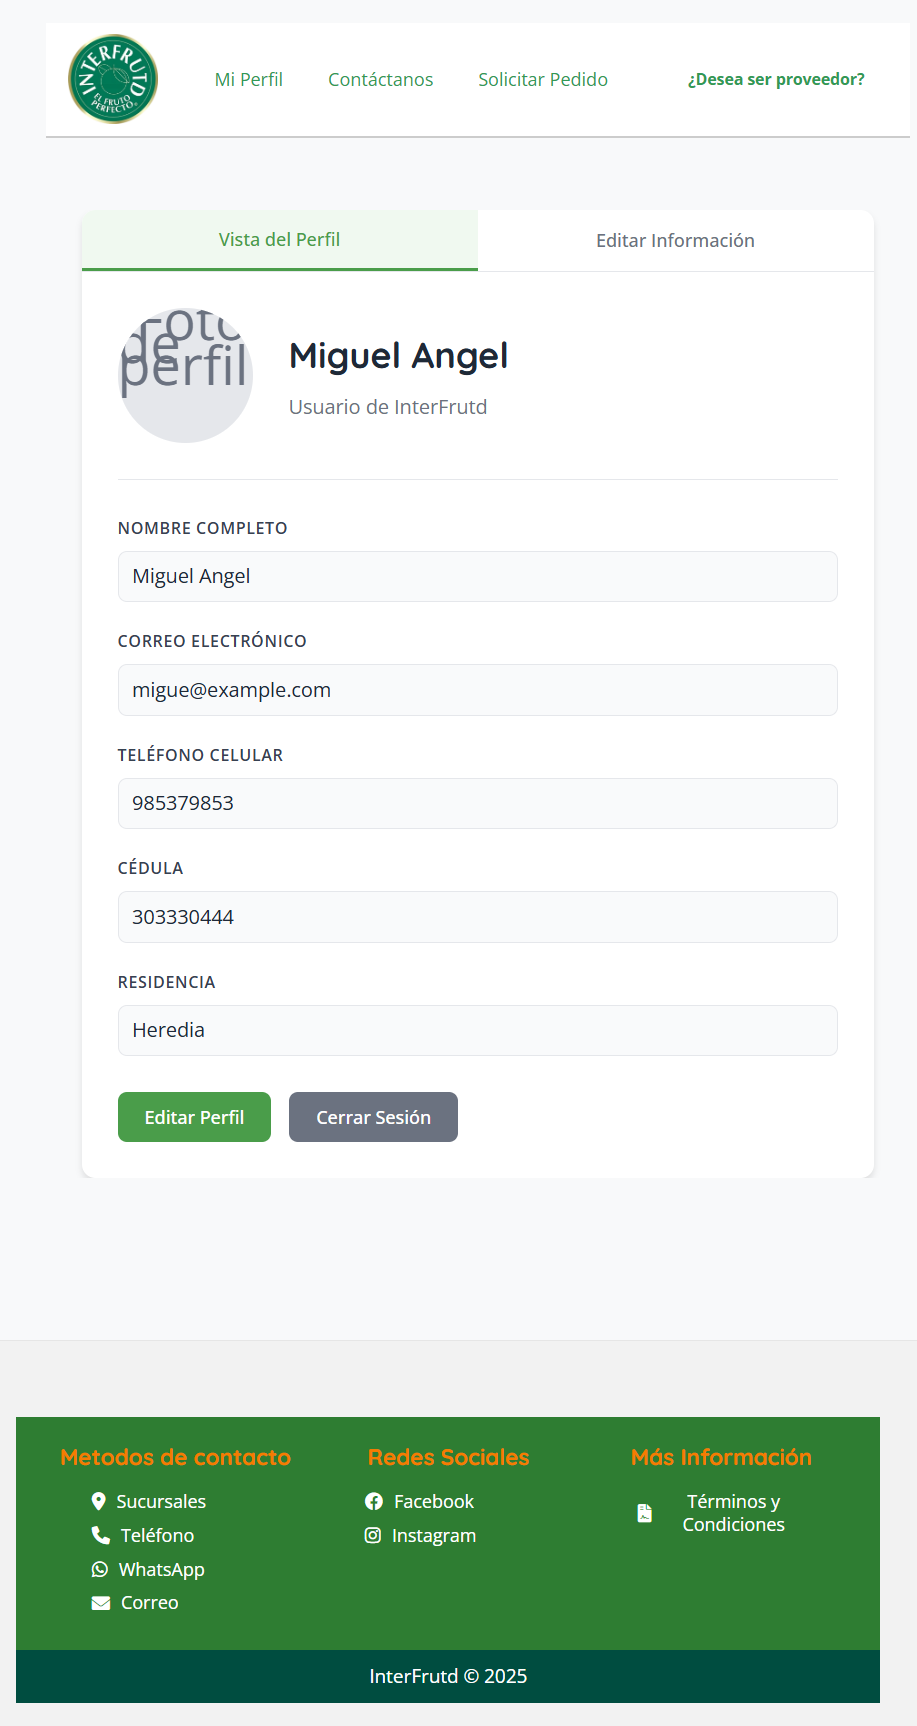 INTERFRUTD
EL FRUTO
PERFECTO
Mi Perfil
Contáctanos
Solicitar Pedido
¿Desea ser proveedor?
Vista del Perfil
Editar Información
Foto
de
perfil
Miguel Angel
Usuario de InterFrutd
NOMBRE COMPLETO
Miguel Angel
CORREO ELECTRÓNICO
migue@example.com
TELÉFONO CELULAR
985379853
CÉDULA
303330444
RESIDENCIA
Heredia
Editar Perfil
Cerrar Sesión
Metodos de contacto
Sucursales
Teléfono
WhatsApp
Correo
Redes Sociales
Facebook
Instagram
Más Información
Términos y
Condiciones
InterFrutd © 2025